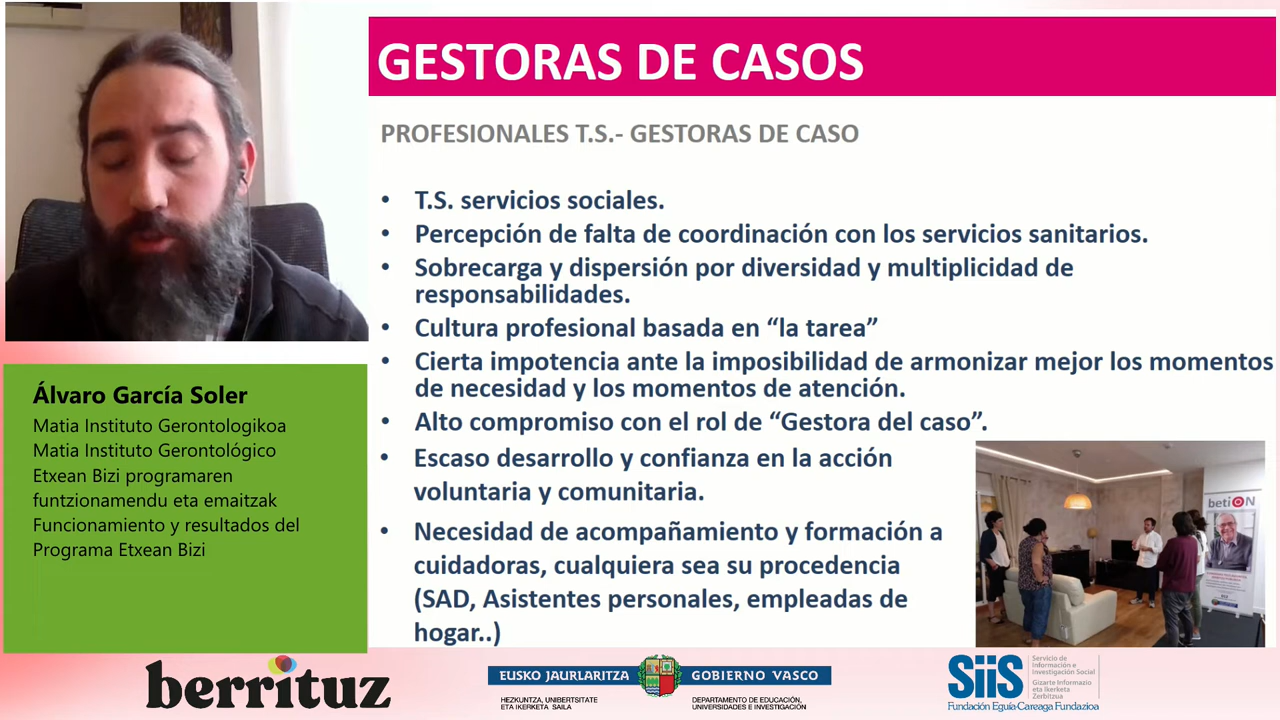 GESTORAS DE CASOS
PROFESIONALES T.S.- GESTORAS DE CASO
• T.S. servicios sociales.
• Percepción de falta de coordinación con los servicios sanitarios.
• Sobrecarga y dispersión por diversidad y multiplicidad de
responsabilidades.
• Cultura profesional basada en “la tarea”
• Cierta impotencia ante la imposibilidad de armonizar mejor los momentos
de necesidad y los momentos de atención.
• Alto compromiso con el rol de “Gestora del caso”.
• Escaso desarrollo y confianza en la acción
voluntaria y comunitaria.
• Necesidad de acompañamiento y formación a
cuidadoras, cualquiera sea su procedencia
(SAD, Asistentes personales, empleadas de
hogar..)
betiON
Álvaro García Soler
Matia Instituto Gerontologikoa
Matia Instituto Gerontológico
Etxean Bizi programaren
funtzionamendu eta emaitzak
Funcionamiento y resultados del
Programa Etxean Bizi
berrituz
EUSKO JAURLARITZA GOBIERNO VASCO
HEZKUNTZA, UNIBERTSITATE
ETA IKERKETA SAILA
DEPARTAMENTO DE EDUCACIÓN,
UNIVERSIDADES E INVESTIGACIÓN
SiiS
Servicio de
Información e
Investigación Social
Gizarte Informazio
eta Ikerketa
Zerbitzua
Fundación Eguía-Careaga Fundazioa